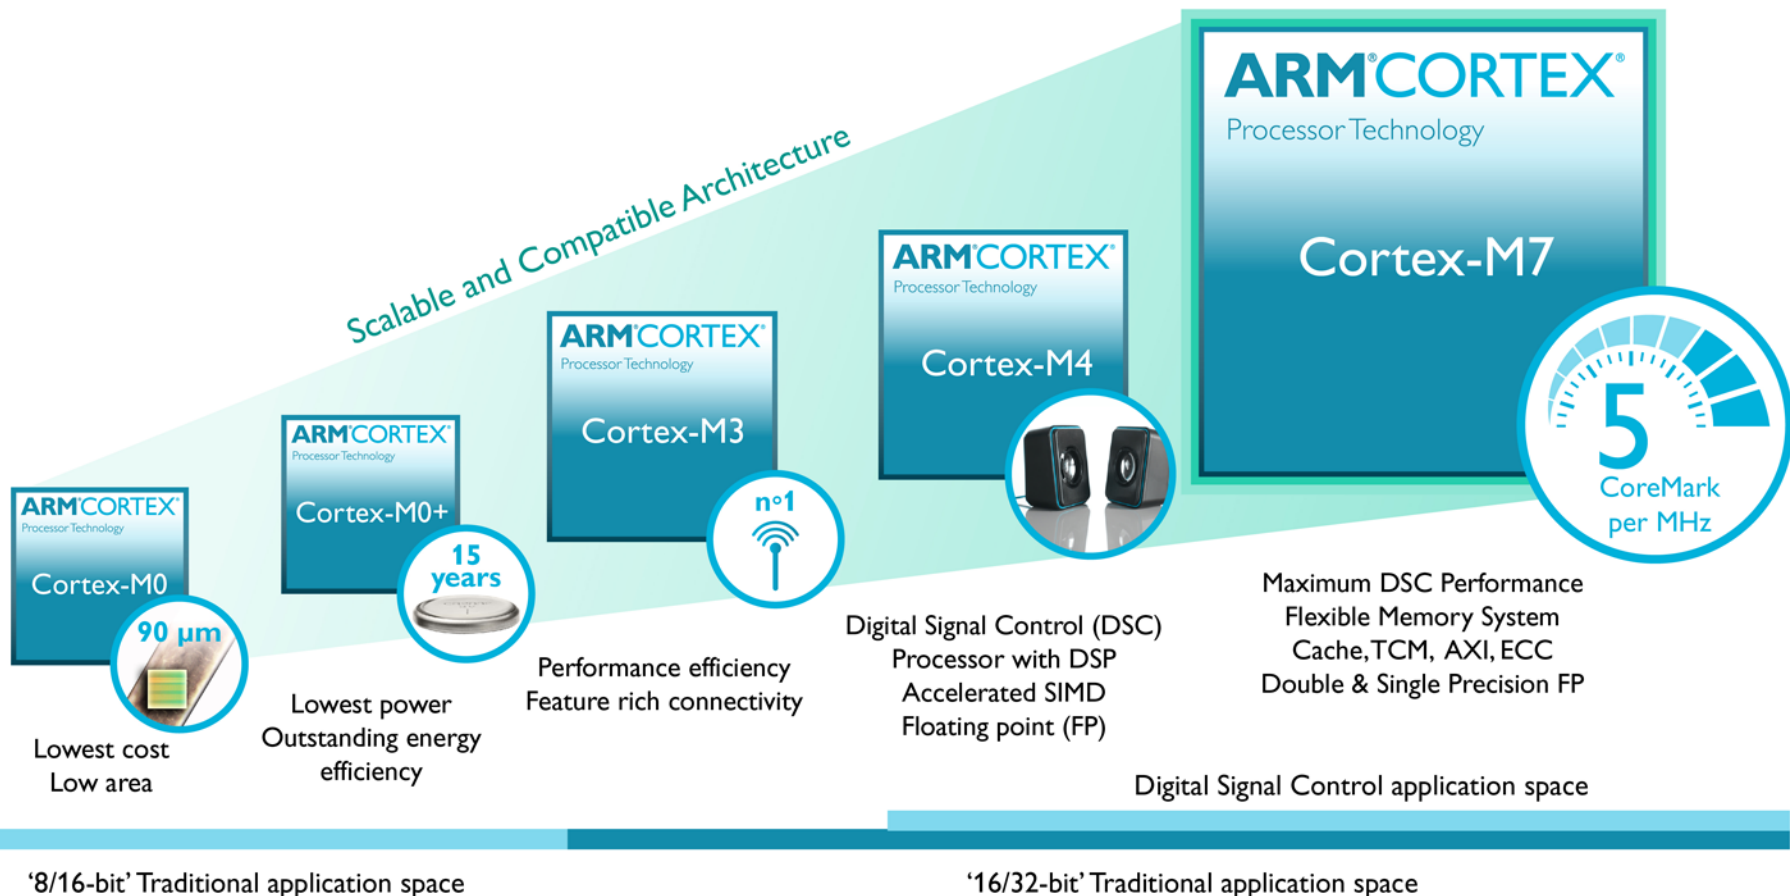 Scalable and Compatible Architecture
ARM®CORTEX®
Processor Technology
Cortex-M0
90 µm
Lowest cost
Low area
ARM®CORTEX®
Processor Technology
Cortex-M0+
15
years
Lowest power
Outstanding energy
efficiency
ARM®CORTEX®
Processor Technology
Cortex-M3
n°1
Performance efficiency
Feature rich connectivity
ARM®CORTEX®
Processor Technology
Cortex-M4
Digital Signal Control (DSC)
Processor with DSP
Accelerated SIMD
Floating point (FP)
ARM®CORTEX®
Processor Technology
Cortex-M7
5
CoreMark
per MHz
Maximum DSC Performance
Flexible Memory System
Cache, TCM, AXI, ECC
Double & Single Precision FP
Digital Signal Control application space
‘8/16-bit’ Traditional application space
‘16/32-bit’ Traditional application space